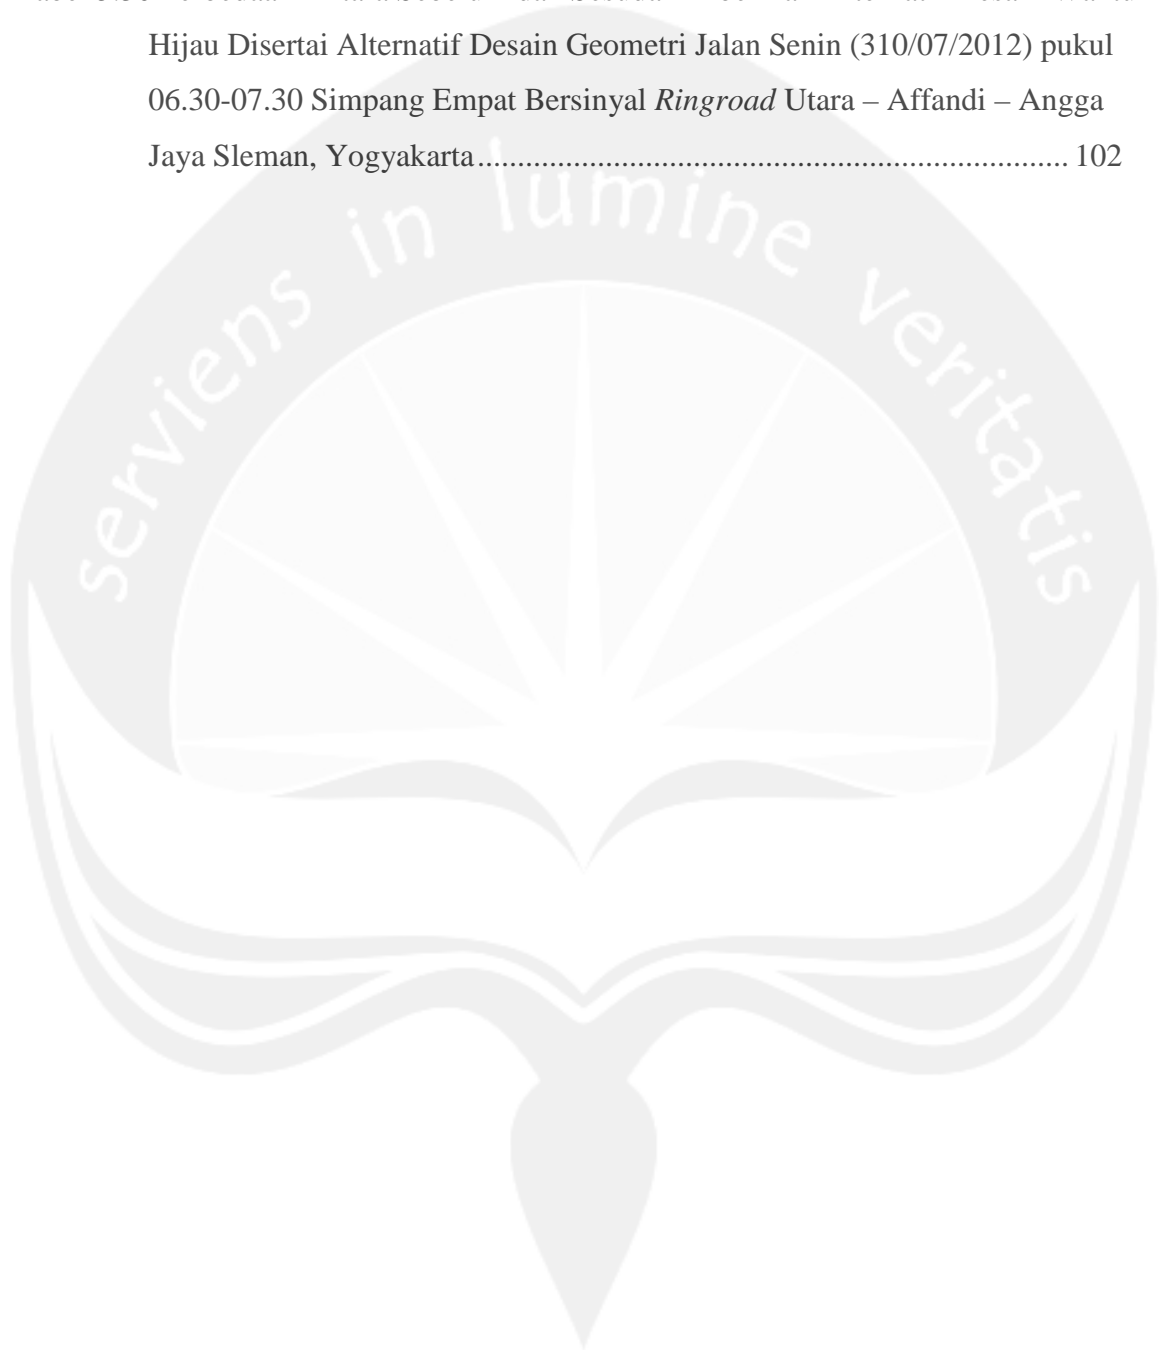 Hijau Disertai Alternatif Desain Geometri Jalan Senin (310/07/2012) pukul
06.30-07.30 Simpang Empat Bersinyal Ringroad Utara – Affandi – Angga
Jaya Sleman, Yogyakarta.................................................................. 102
serviens in lumine veritatis